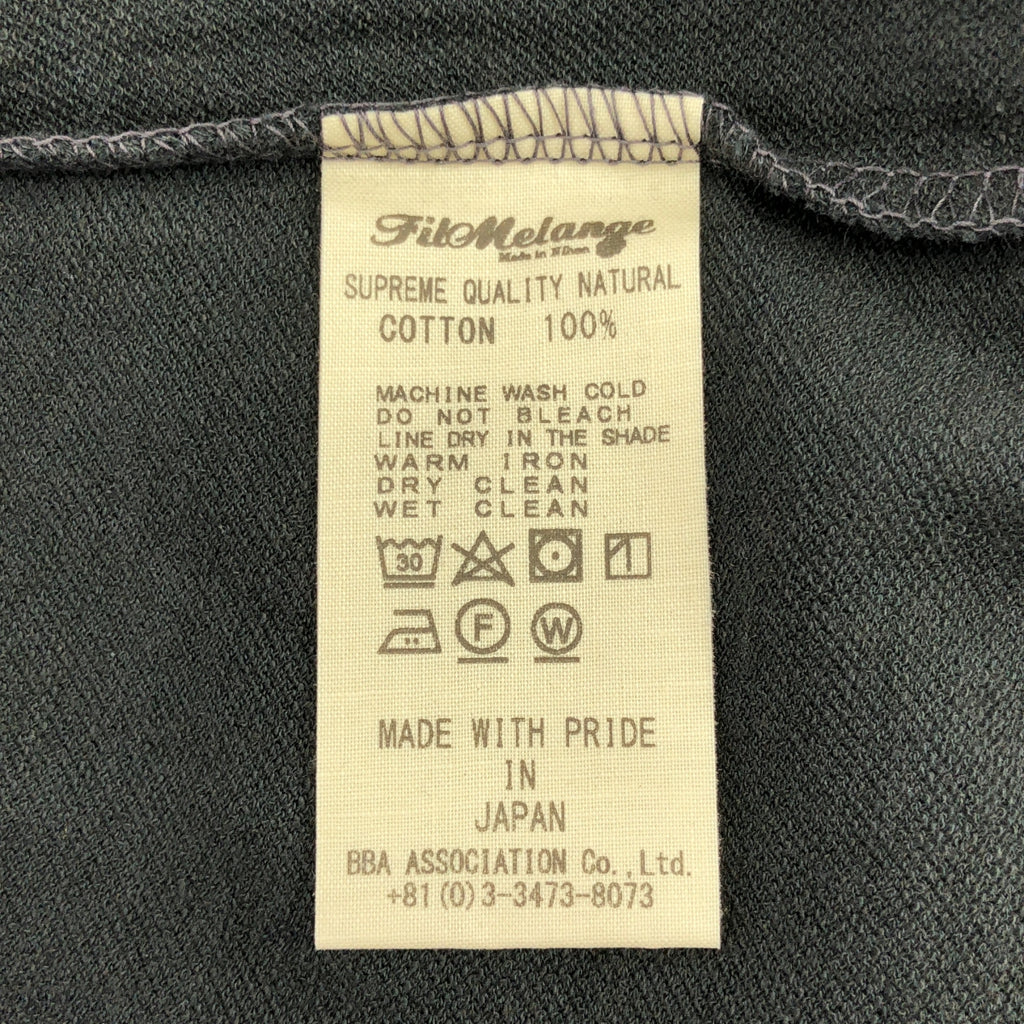 FilMelange
Made in
SUPREME QUALITY NATURAL
COTTON 100%
MACHINE WASH COLD
DO NOT BLEACH
LINE DRY IN THE SHADE
WARM IRON
DRY CLEAN
WET CLEAN
30
F W
MADE WITH PRIDE
IN
JAPAN
BBA ASSOCIATION Co.,Ltd.
+81(0)3-3473-8073